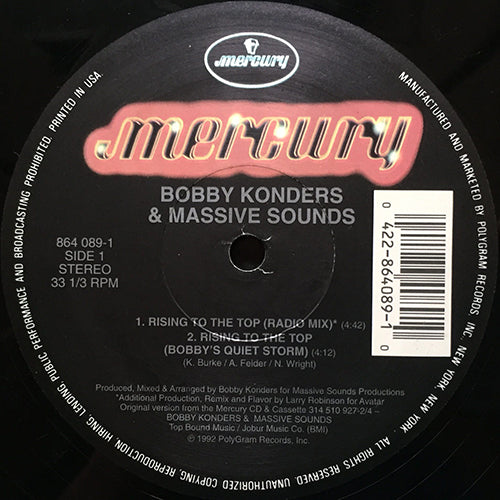 mercury
mercury
BOBBY KONDERS
& MASSIVE SOUNDS
864 089-1
SIDE 1
STEREO
33 1/3 RPM
0 422-864089-1 0
1. RISING TO THE TOP (RADIO MIX)* (4:42)
2. RISING TO THE TOP
(BOBBY'S QUIET STORM) (4:12)
(K. Burke/ A. Felder / N. Wright)
Produced, Mixed & Arranged by Bobby Konders for Massive Sounds Productions
*Additional Production, Remix and Flavor by Larry Robinson for Avatar
Original version from the Mercury CD & Cassette 314 510 927-2/4 –
BOBBY KONDERS & MASSIVE SOUNDS
Top Bound Music / Jobur Music Co. (BMI)
℗ 1992 PolyGram Records, Inc.
MANUFACTURED AND MARKETED BY POLYGRAM RECORDS INC. NEW YORK, NEW YORK. ALL RIGHTS RESERVED. UNAUTHORIZED COPYING, REPRODUCTION, HIRING, LENDING, PUBLIC PERFORMANCE AND BROADCASTING PROHIBITED. PRINTED IN USA